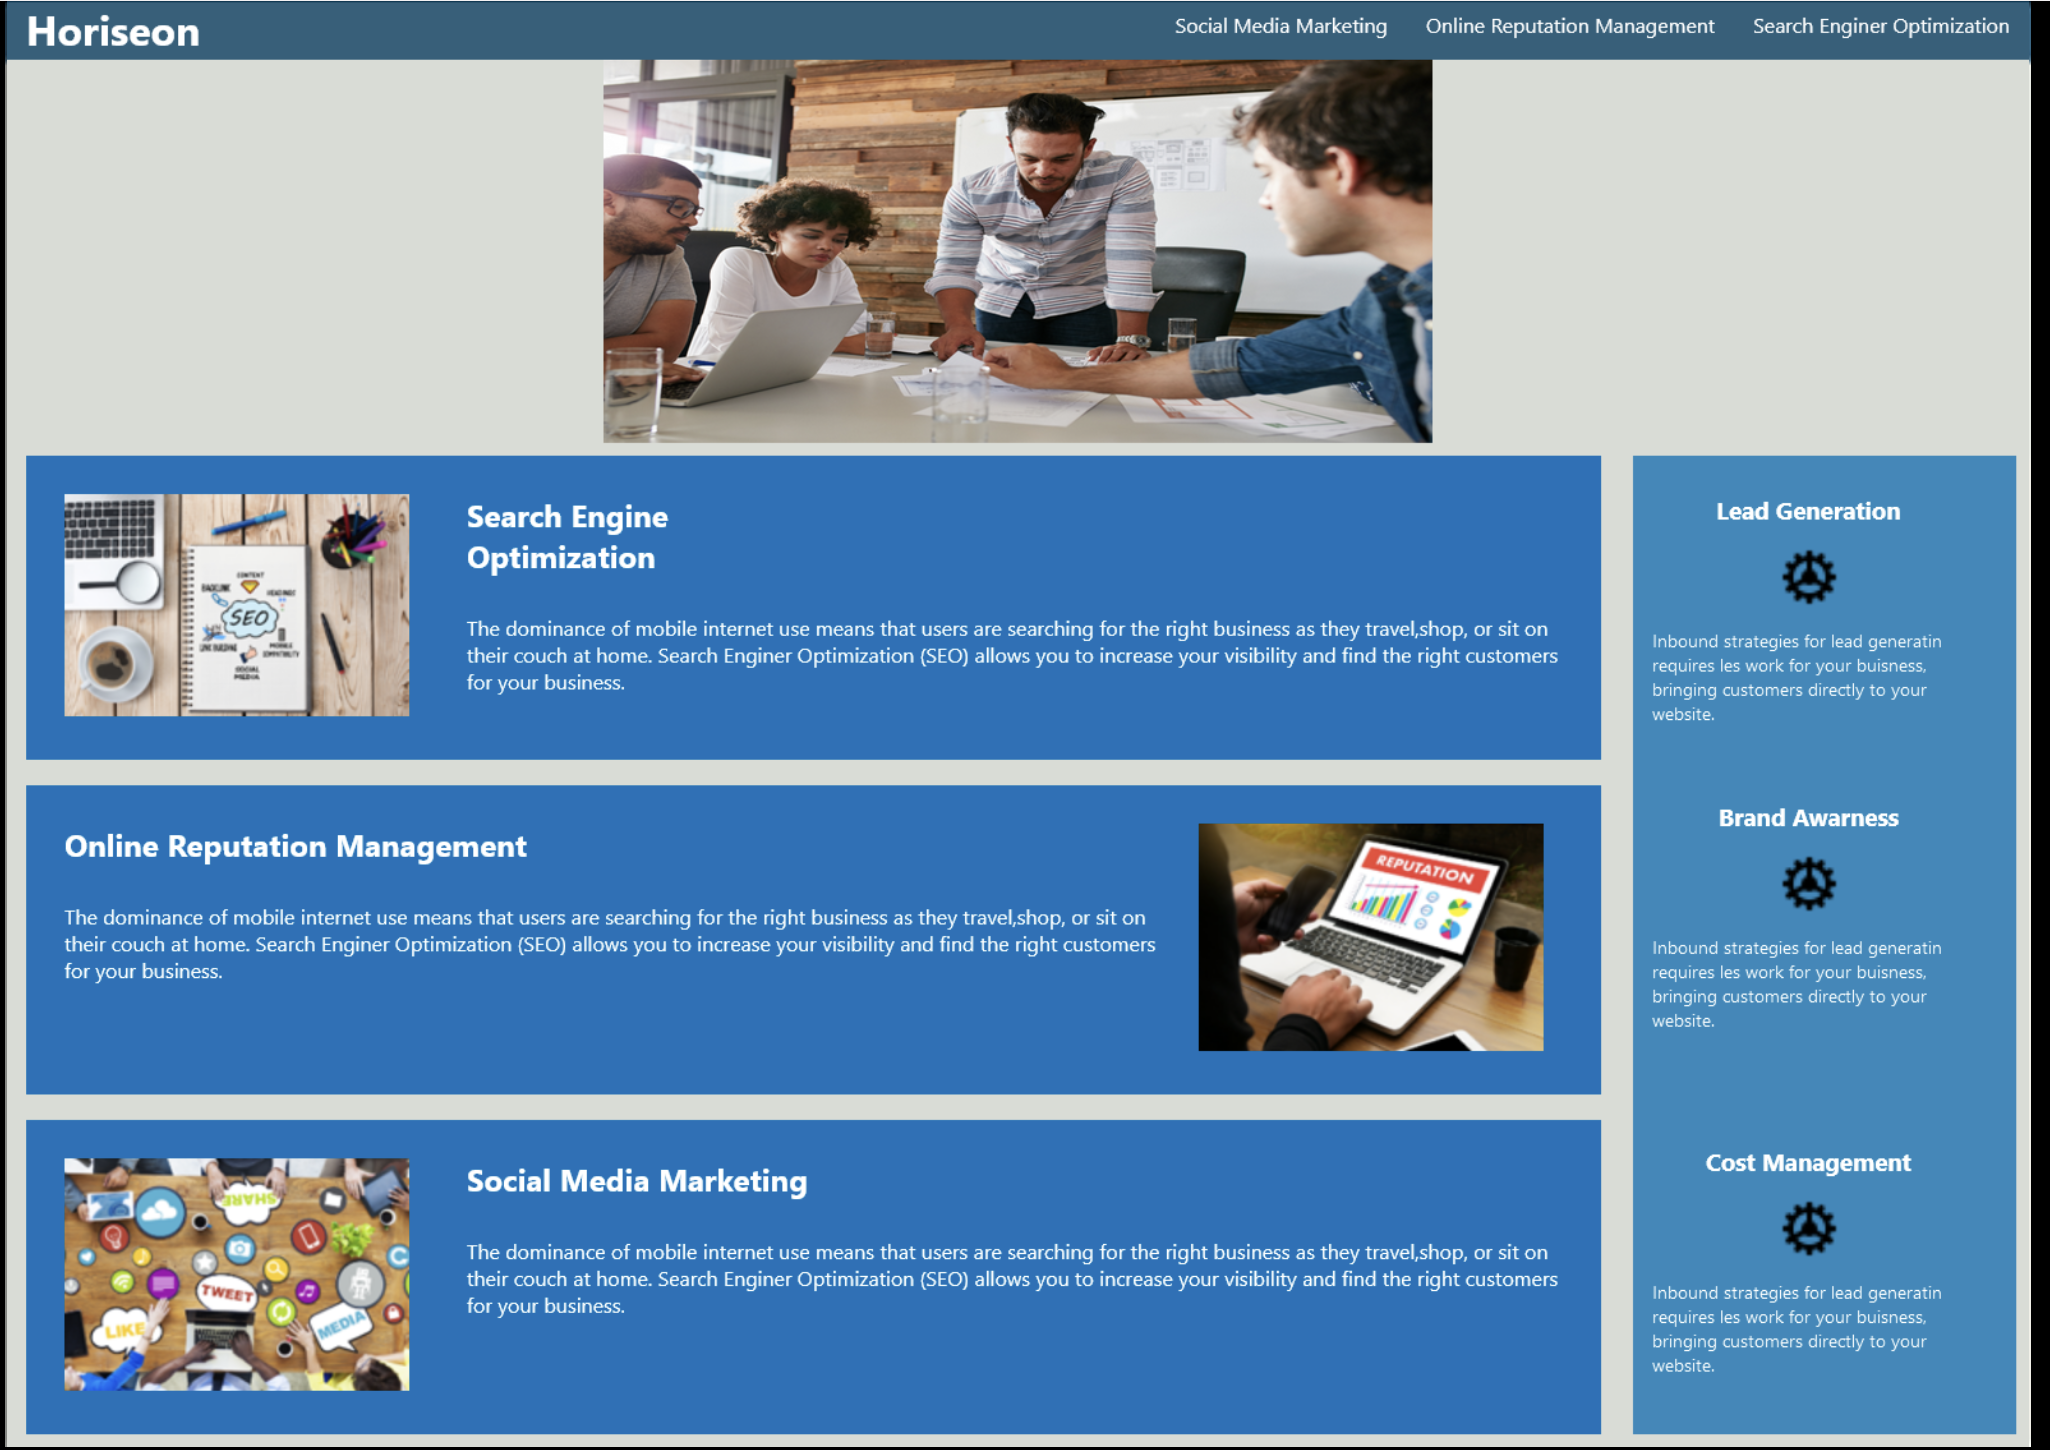 Horiseon
Social Media Marketing
Online Reputation Management
Search Enginer Optimization
CONTENT
BACKLINK
HEADINGS
SEO
LINK BUILDING
MOBILE
COMPATIBILITY
SOCIAL
MEDIA
Search Engine
Optimization
The dominance of mobile internet use means that users are searching for the right business as they travel,shop, or sit on
their couch at home. Search Enginer Optimization (SEO) allows you to increase your visibility and find the right customers
for your business.
Online Reputation Management
The dominance of mobile internet use means that users are searching for the right business as they travel,shop, or sit on
their couch at home. Search Enginer Optimization (SEO) allows you to increase your visibility and find the right customers
for your business.
REPUTATION
SHARE
TWEET
LIKE
MEDIA
Social Media Marketing
The dominance of mobile internet use means that users are searching for the right business as they travel,shop, or sit on
their couch at home. Search Enginer Optimization (SEO) allows you to increase your visibility and find the right customers
for your business.
Lead Generation
Inbound strategies for lead generatin
requires les work for your buisness,
bringing customers directly to your
website.
Brand Awarness
Inbound strategies for lead generatin
requires les work for your buisness,
bringing customers directly to your
website.
Cost Management
Inbound strategies for lead generatin
requires les work for your buisness,
bringing customers directly to your
website.